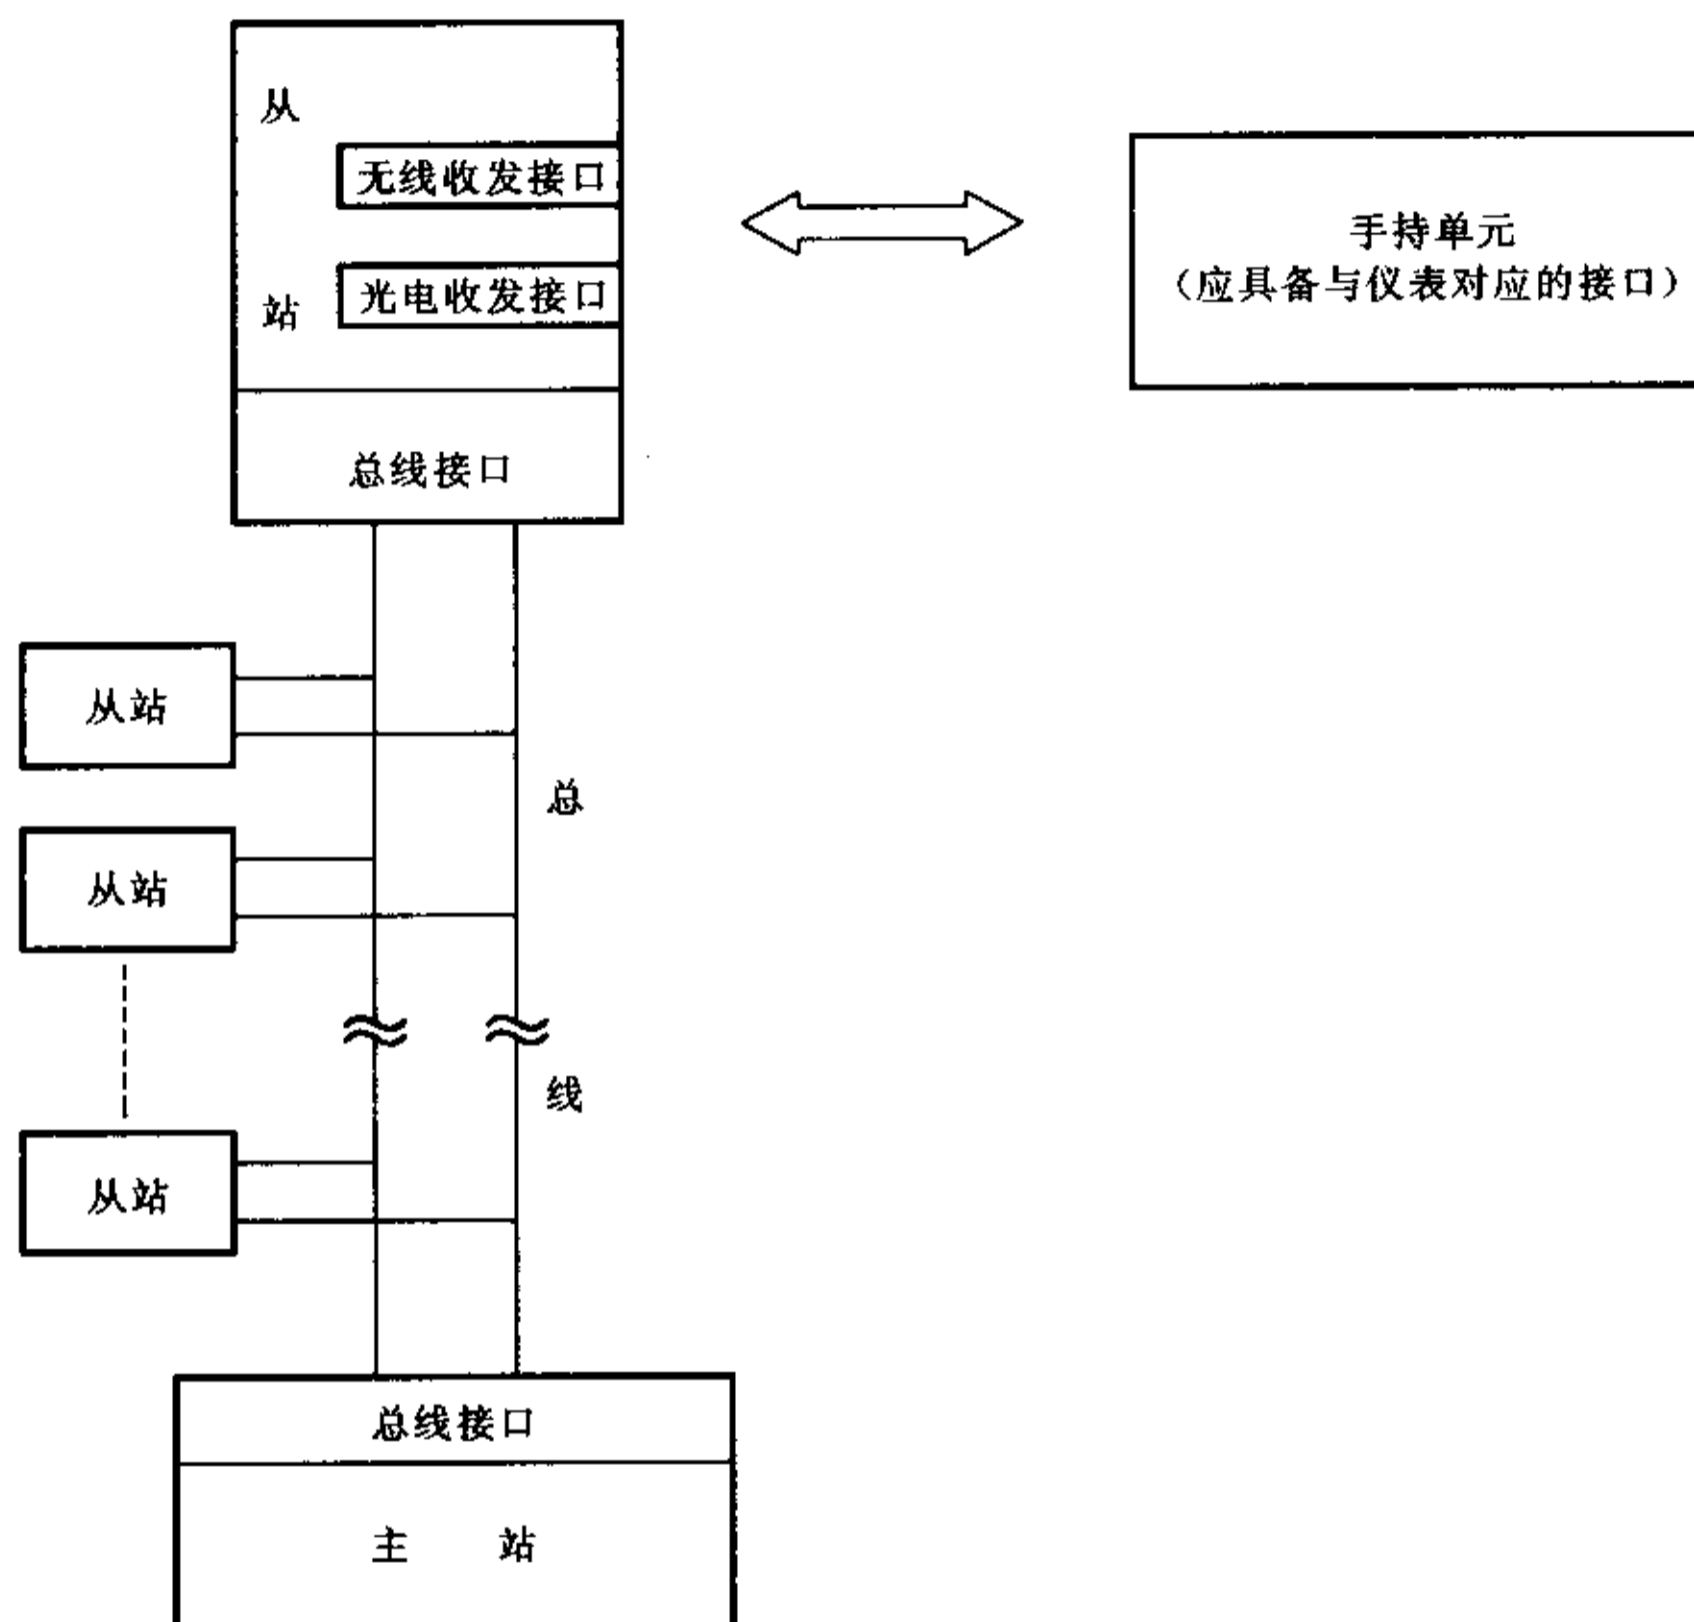 从
站
无线收发接口
光电收发接口
总线接口
手持单元
（应具备与仪表对应的接口）
从站
从站
从站
总
线
总线接口
主 站